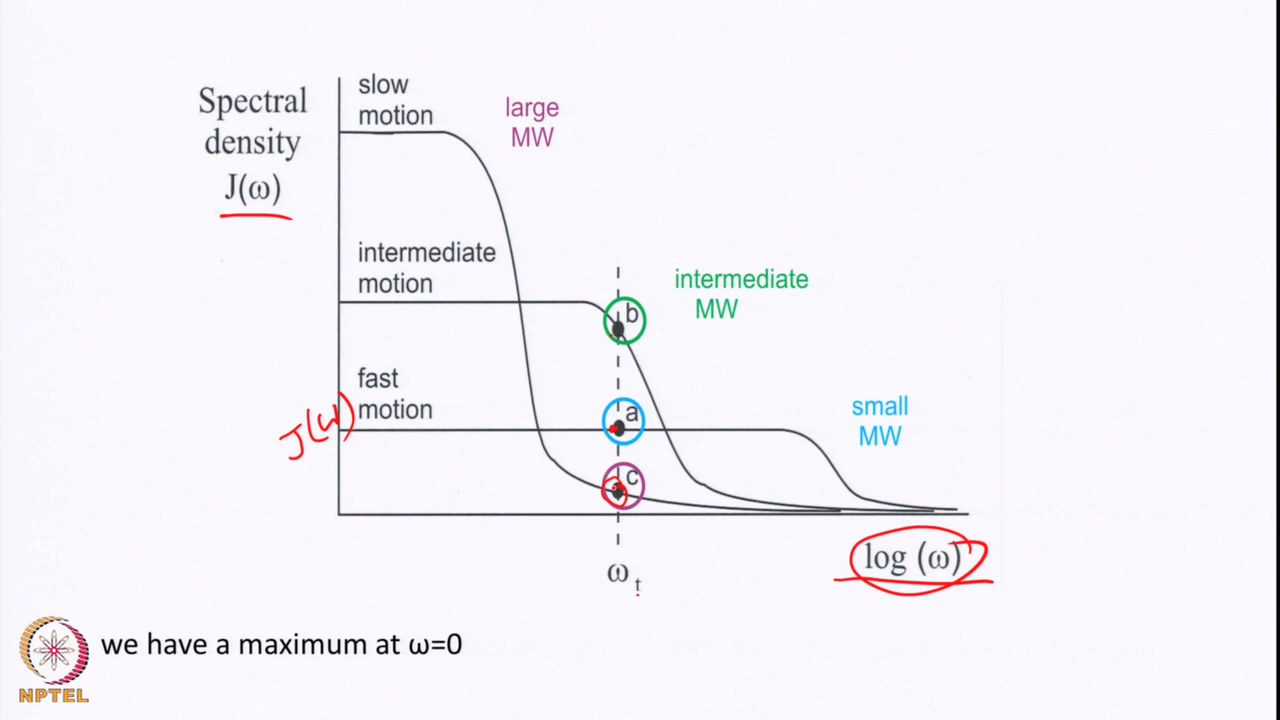 Spectral
density
J(ω)
slow
motion
large
MW
intermediate
motion
intermediate
MW
b
fast
motion
J(ω)
a
small
MW
c
log (ω)
ω t
we have a maximum at ω=0
NPTEL